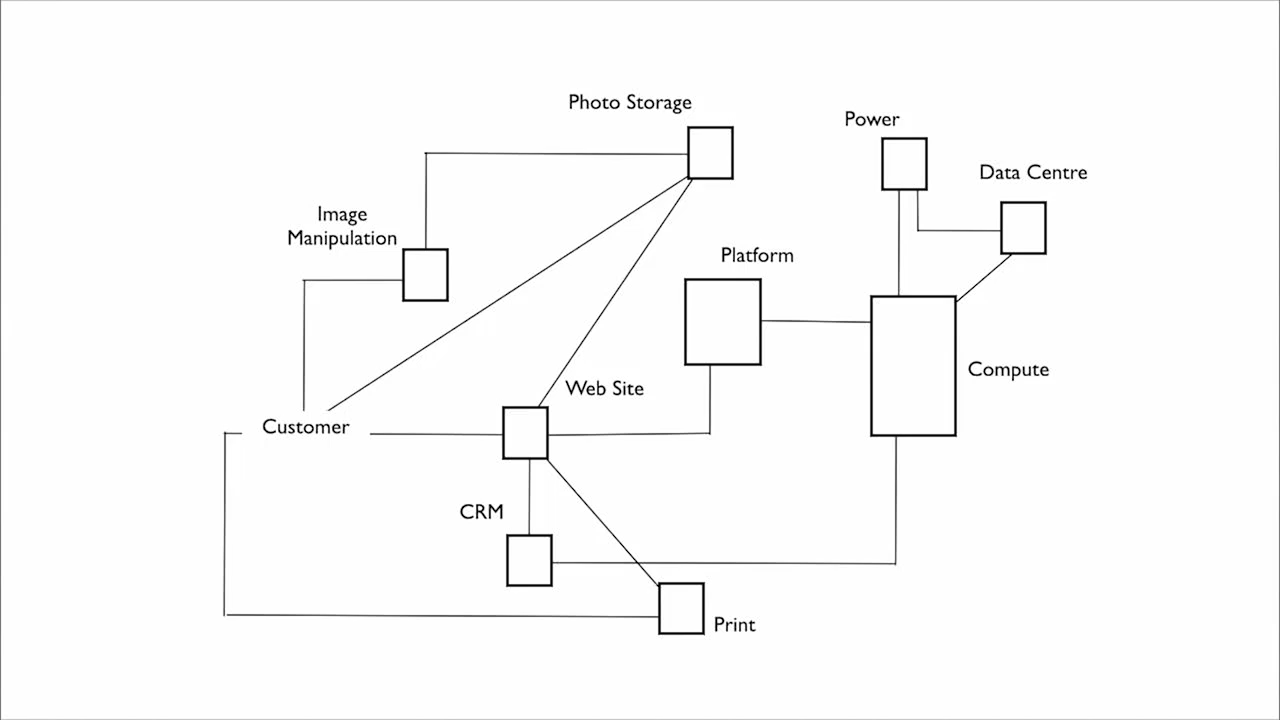 Photo Storage
Power
Data Centre
Image
Manipulation
Platform
Compute
Web Site
Customer
CRM
Print